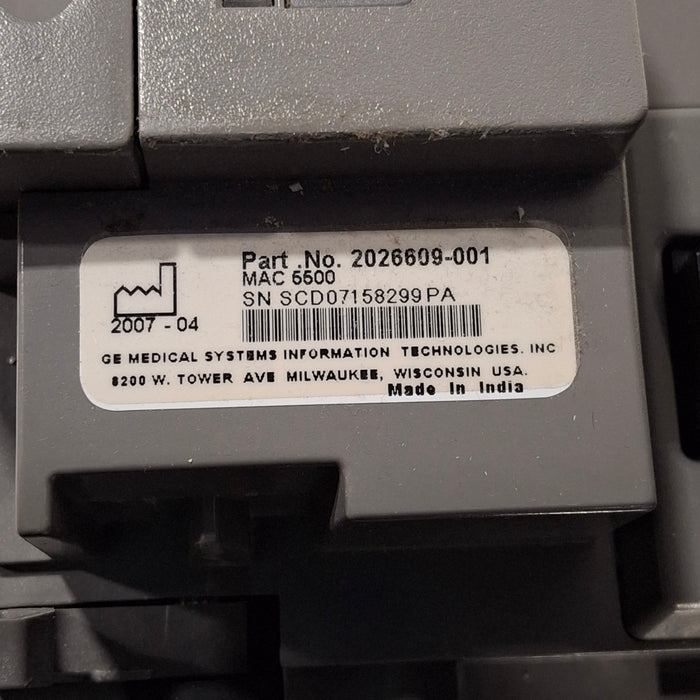 Part .No. 2026609-001
MAC 5500
SN SCD07158299PA
2007 - 04
GE MEDICAL SYSTEMS INFORMATION TECHNOLOGIES. INC
8200 W. TOWER AVE MILWAUKEE, WISCONSIN USA.
Made In India